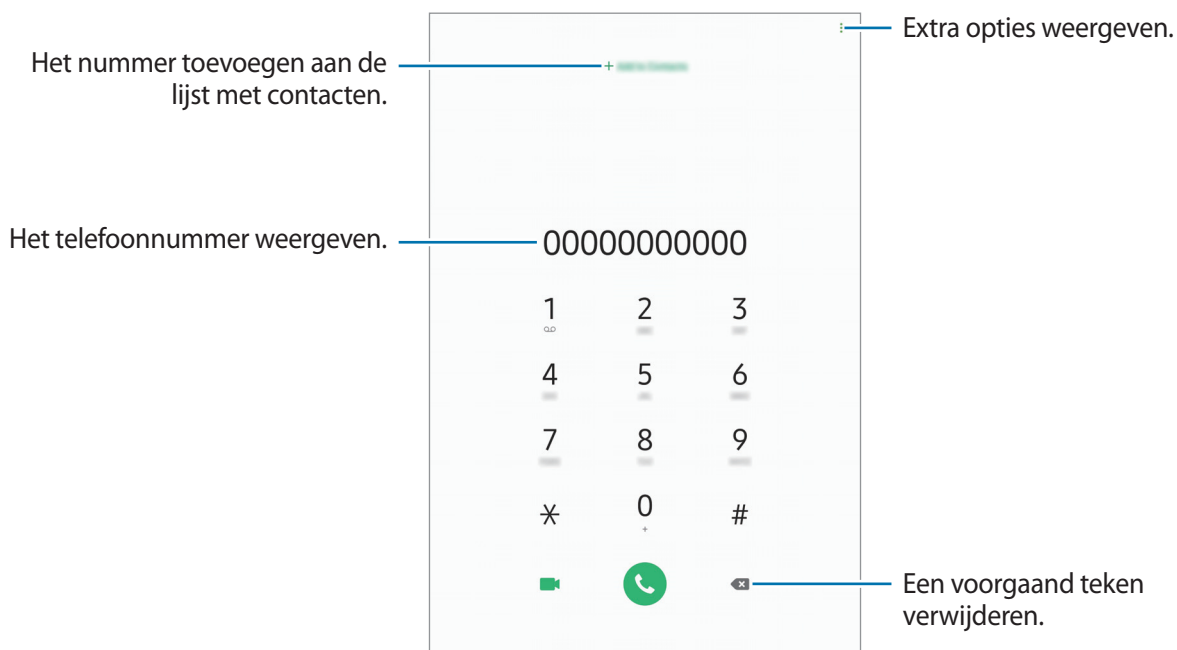 Extra opties weergeven.
Het nummer toevoegen aan de
lijst met contacten.
+
Het telefoonnummer weergeven.
00000000000
1 2 3
4 5 6
7 8 9
* 0 #
+
Een voorgaand teken
verwijderen.